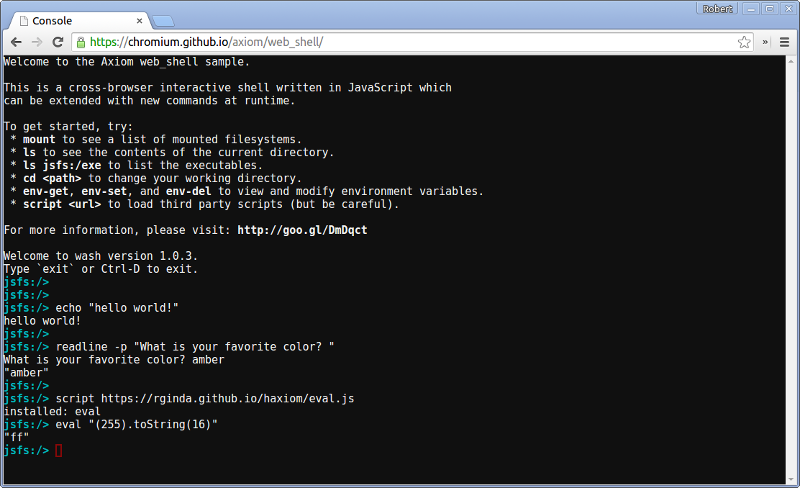 Console
Robert
https://chromium.github.io/axiom/web_shell/
Welcome to the Axiom web_shell sample.
This is a cross-browser interactive shell written in JavaScript which
can be extended with new commands at runtime.
To get started, try:
* mount to see a list of mounted filesystems.
* ls to see the contents of the current directory.
* ls jsfs:/exe to list the executables.
* cd <path> to change your working directory.
* env-get, env-set, and env-del to view and modify environment variables.
* script <url> to load third party scripts (but be careful).
For more information, please visit: http://goo.gl/DmDqct
Welcome to wash version 1.0.3.
Type `exit` or Ctrl-D to exit.
jsfs:/>
jsfs:/>
jsfs:/> echo "hello world!"
hello world!
jsfs:/>
jsfs:/> readline -p "What is your favorite color? "
What is your favorite color? amber
"amber"
jsfs:/>
jsfs:/> script https://rginda.github.io/haxiom/eval.js
installed: eval
jsfs:/> eval "(255).toString(16)"
"ff"
jsfs:/>